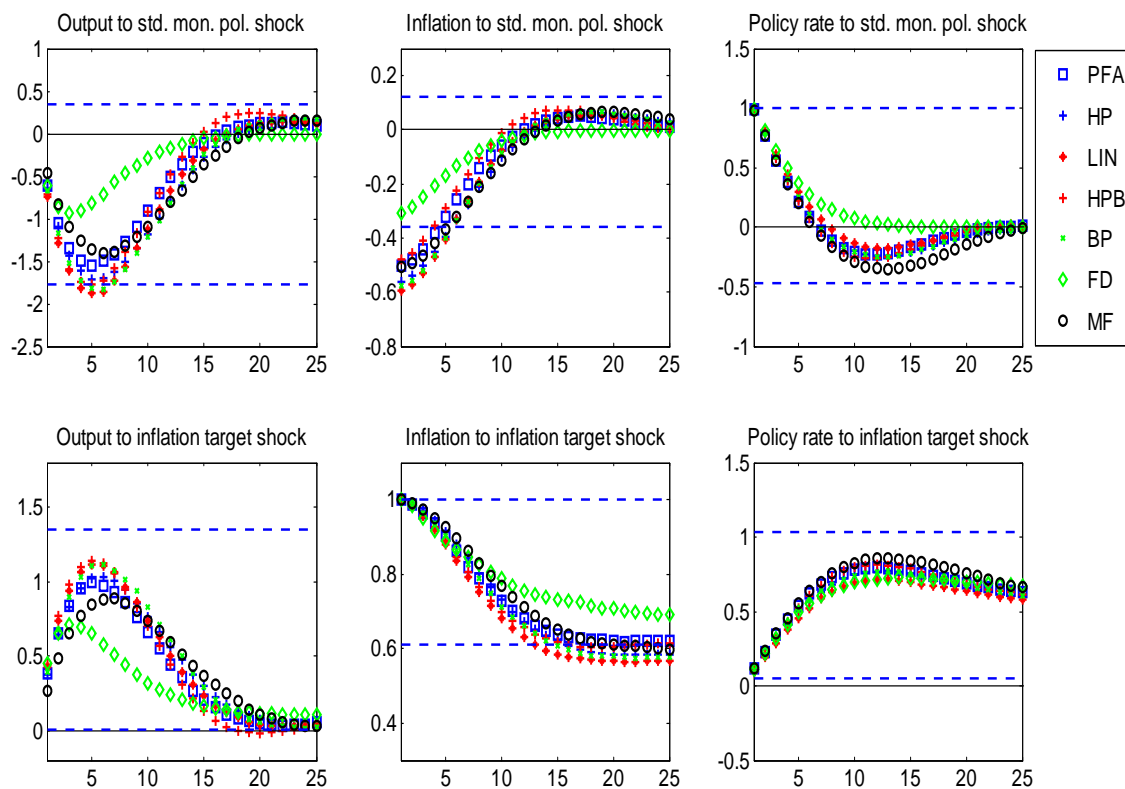 Output to std. mon. pol. shock
1
0.5
0
-0.5
-1
-1.5
-2
-2.5
5 10 15 20 25
Inflation to std. mon. pol. shock
0.2
0
-0.2
-0.4
-0.6
-0.8
5 10 15 20 25
Policy rate to std. mon. pol. shock
1.5
1
0.5
0
-0.5
-1
5 10 15 20 25
PFA
HP
LIN
HPB
BP
FD
MF
Output to inflation target shock
1.5
1
0.5
0
5 10 15 20 25
Inflation to inflation target shock
1
0.8
0.6
0.4
5 10 15 20 25
Policy rate to inflation target shock
1.5
1
0.5
0
-0.5
5 10 15 20 25